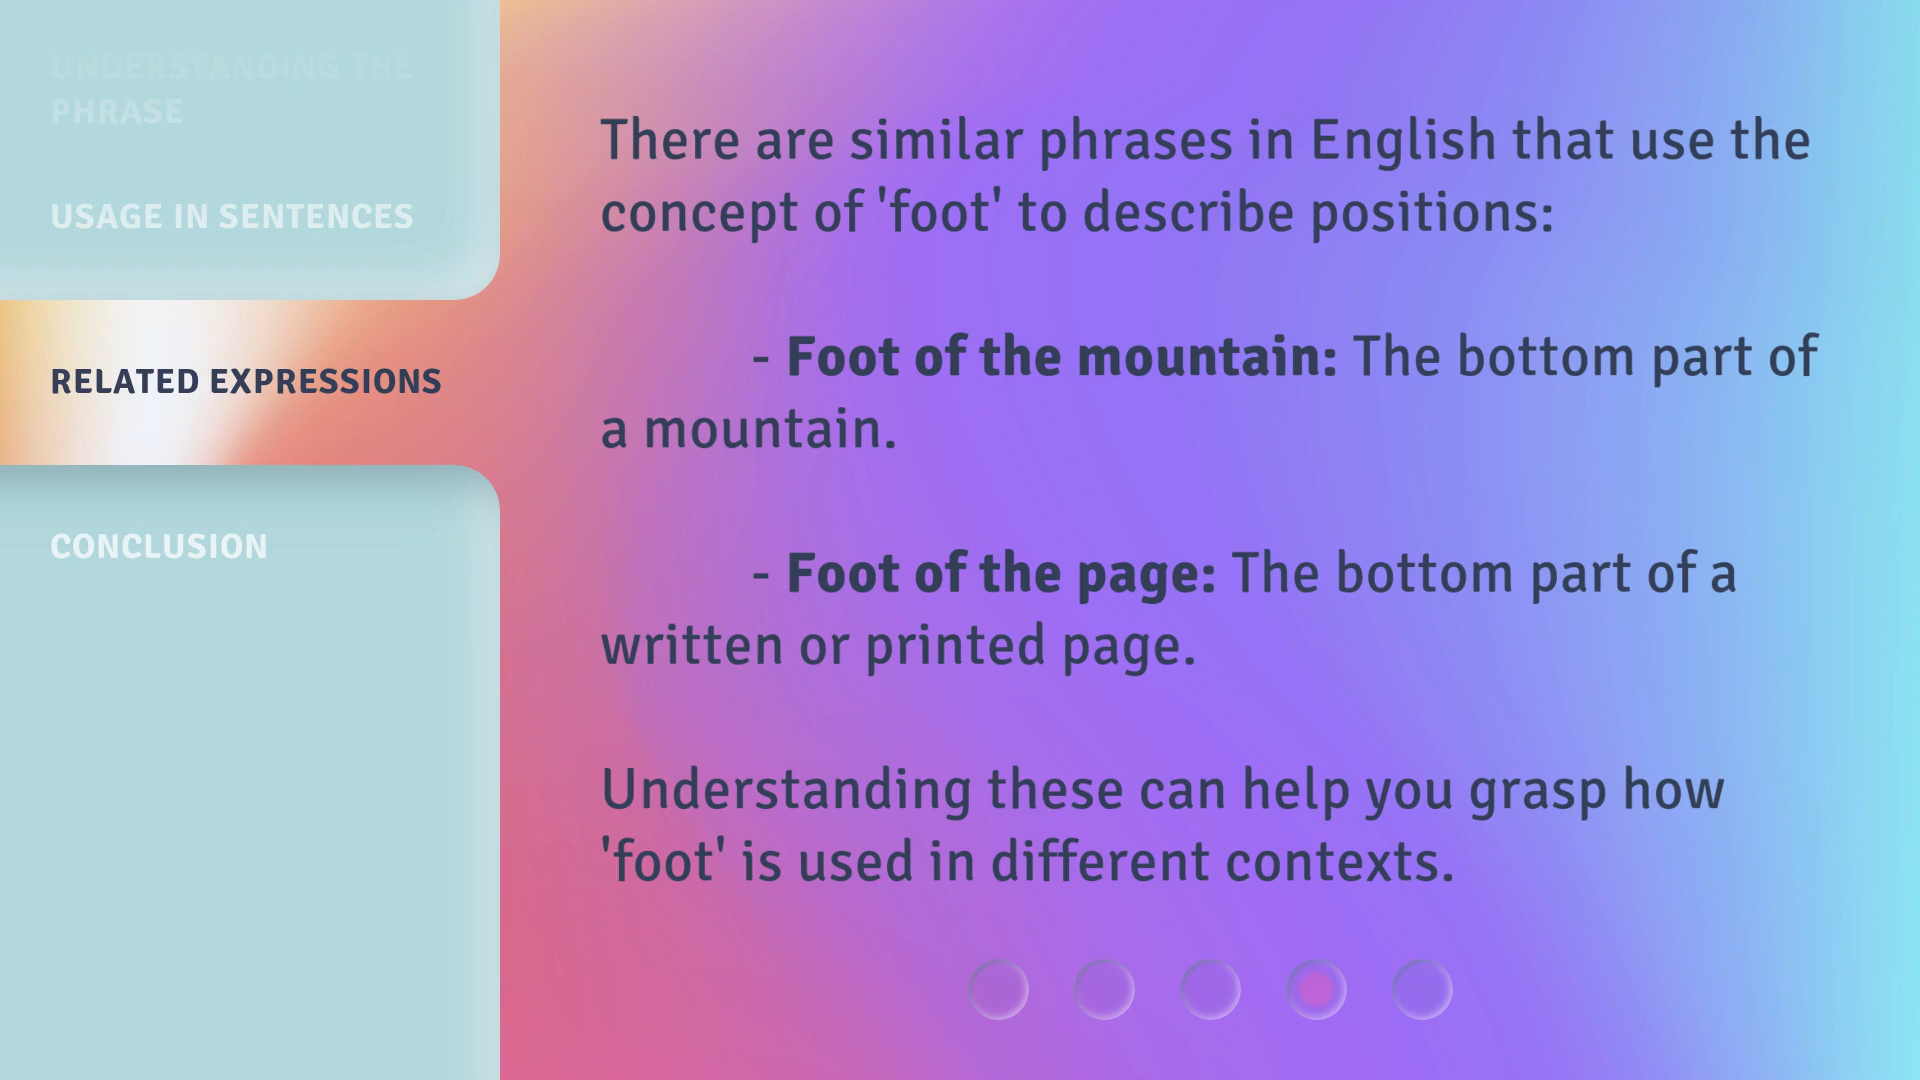 UNDERSTANDING THE
PHRASE
USAGE IN SENTENCES
RELATED EXPRESSIONS
CONCLUSION
There are similar phrases in English that use the
concept of 'foot' to describe positions:
- Foot of the mountain: The bottom part of
a mountain.
- Foot of the page: The bottom part of a
written or printed page.
Understanding these can help you grasp how
'foot' is used in different contexts.